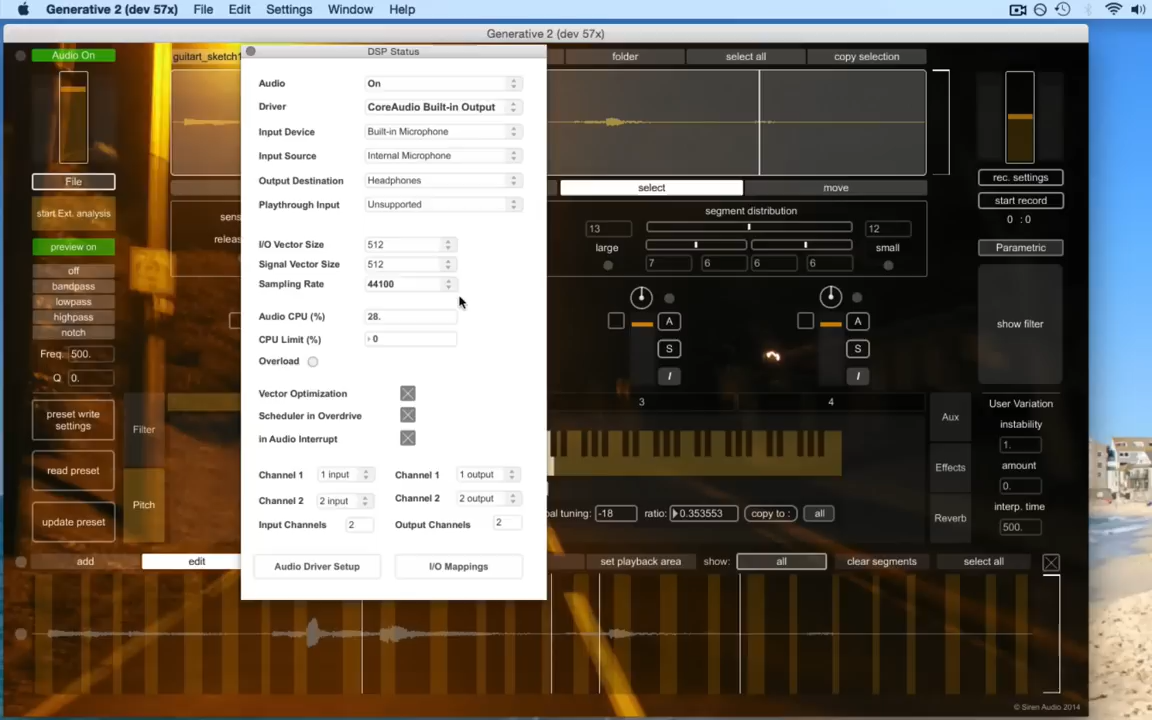 Generative 2 (dev 57x) File Edit Settings Window Help
Generative 2 (dev 57x)
Audio On
guitart_sketch1
DSP Status
folder
select all
copy selection
Audio
On
Driver
CoreAudio Built-in Output
Input Device
Built-in Microphone
Input Source
Internal Microphone
Output Destination
Headphones
Playthrough Input
Unsupported
I/O Vector Size
512
Signal Vector Size
512
Sampling Rate
44100
Audio CPU (%)
28.
CPU Limit (%)
0
Overload
Vector Optimization
Scheduler in Overdrive
in Audio Interrupt
Channel 1
1 input
Channel 1
1 output
Channel 2
2 input
Channel 2
2 output
Input Channels
2
Output Channels
2
Audio Driver Setup
I/O Mappings
File
start Ext. analysis
preview on
off
bandpass
lowpass
highpass
notch
Freq.
500.
Q
0.
preset write
settings
read preset
update preset
Filter
Pitch
sens
releas
select
move
segment distribution
13
12
large
small
7
6
6
6
A
A
S
S
I
I
3
4
al tuning:
-18
ratio:
0.353553
copy to :
all
rec. settings
start record
0 : 0
Parametric
show filter
User Variation
instability
1.
amount
0.
interp. time
500.
Aux
Effects
Reverb
add
edit
set playback area
show:
all
clear segments
select all
© Siren Audio 2014